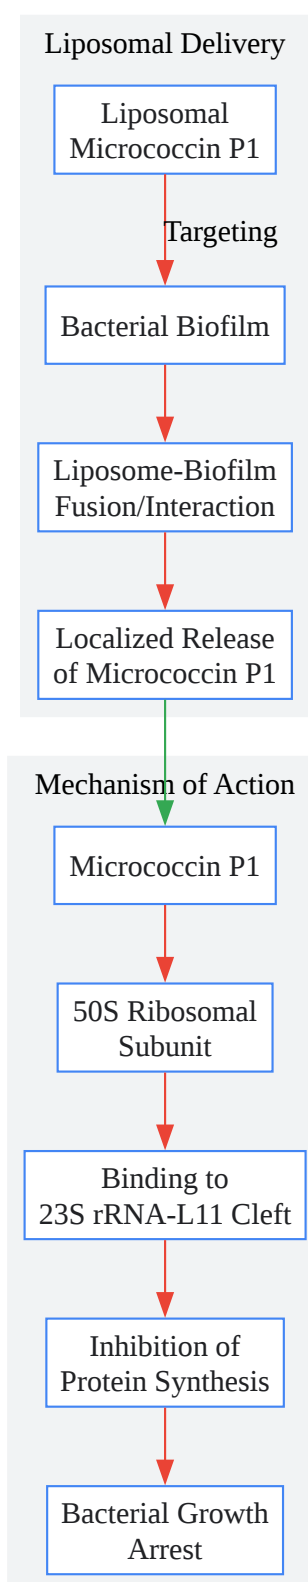 Liposomal Delivery
Liposomal
Micrococcin P1
Targeting
Bacterial Biofilm
Liposome-Biofilm
Fusion/Interaction
Localized Release
of Micrococcin P1
Mechanism of Action
Micrococcin P1
50S Ribosomal
Subunit
Binding to
23S rRNA-L11 Cleft
Inhibition of
Protein Synthesis
Bacterial Growth
Arrest